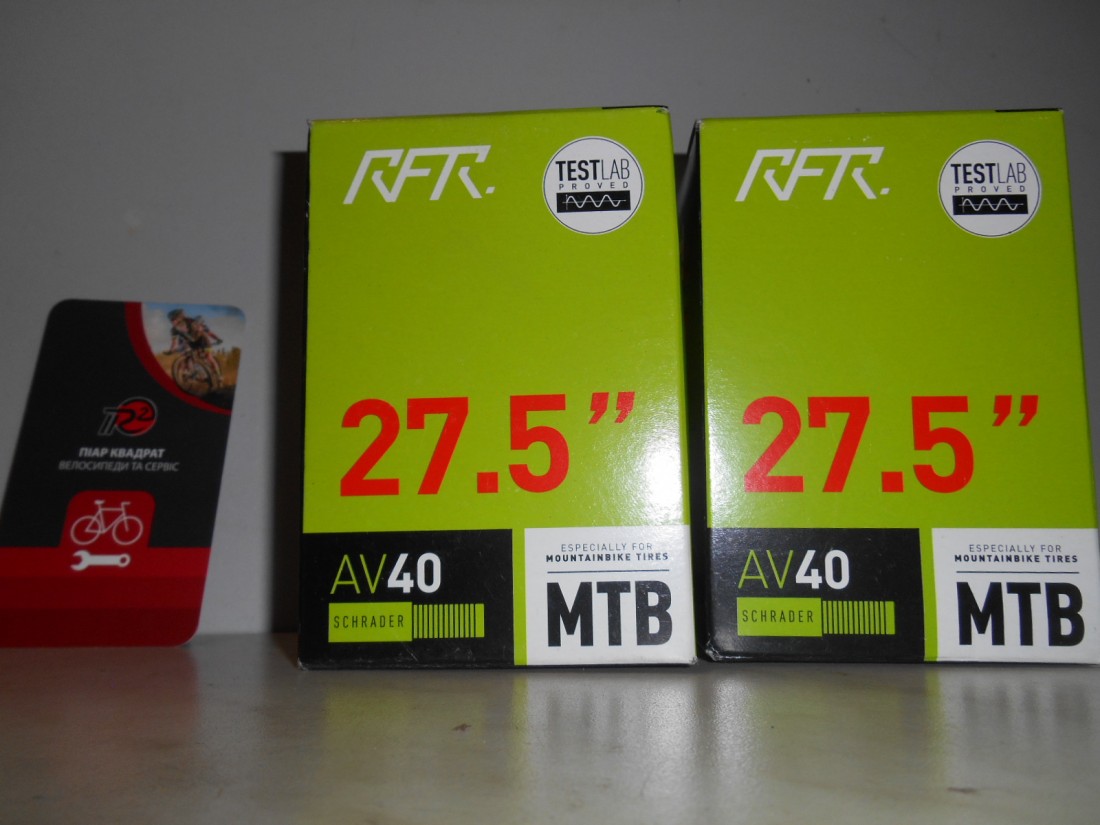 ПІАР КВАДРАТ
ВЕЛОСИПЕДИ ТА СЕРВІС
RFR.
TESTLAB
PROVED
27.5”
AV40
SCHRADER
ESPECIALLY FOR
MOUNTAINBIKE TIRES
MTB
RFR.
TESTLAB
PROVED
27.5”
AV40
SCHRADER
ESPECIALLY FOR
MOUNTAINBIKE TIRES
MTB